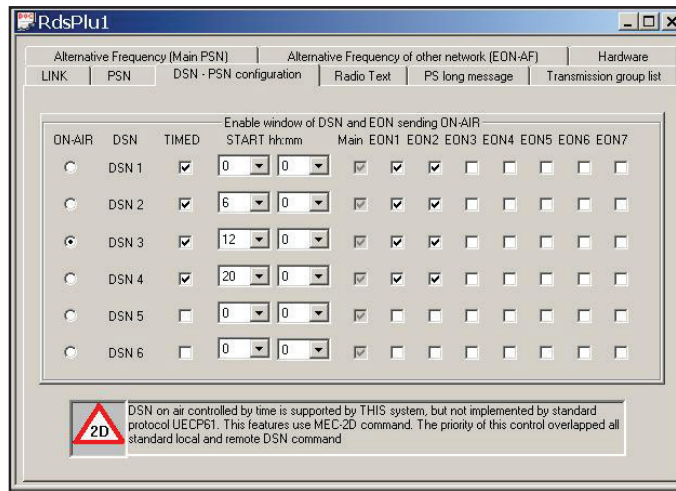 RdsPlu1
Alternative Frequency (Main PSN) Alternative Frequency of other network (EON-AF) Hardware
LINK PSN DSN - PSN configuration Radio Text PS long message Transmission group list
Enable window of DSN and EON sending ON-AIR
ON-AIR DSN TIMED START hh:mm Main EON1 EON2 EON3 EON4 EON5 EON6 EON7
DSN 1 0 0
DSN 2 6 0
DSN 3 12 0
DSN 4 20 0
DSN 5 0 0
DSN 6 0 0
DSN on air controlled by time is supported by THIS system, but not implemented by standard
2D protocol UECP61. This features use MEC-2D command. The priority of this control overlapped all
standard local and remote DSN command